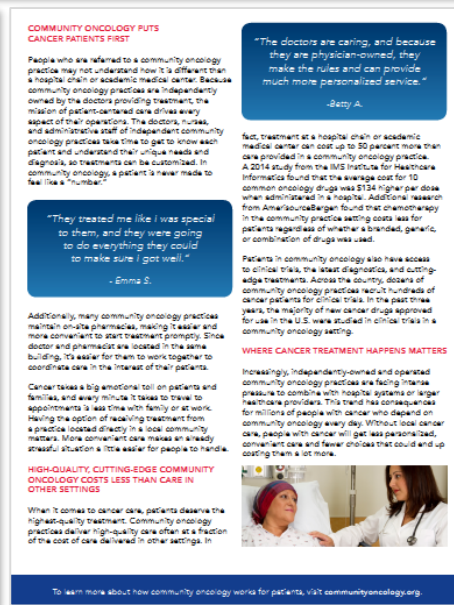 COMMUNITY ONCOLOGY PUTS
CANCER PATIENTS FIRST
People who are referred to a community oncology
practice may not understand how it is different than
a hospital chain or academic medical center. Because
community oncology practices are independently
owned by the doctors providing treatment, the
mission of patient-centered care drives every
aspect of their operations. The doctors, nurses,
and administrative staff of independent community
oncology practices take time to get to know each
patient and understand their unique needs and
diagnosis, so treatments can be customized. In
community oncology, a patient is never made to
feel like a "number."
"They treated me like I was special
to them, and they were going
to do everything they could
to make sure I got well."
- Emma S.
Additionally, many community oncology practices
maintain on-site pharmacies, making it easier and
more convenient to start treatment promptly. Since
doctor and pharmacist are located in the same
building, it's easier for them to work together to
coordinate care in the interest of their patients.
Cancer takes a big emotional toll on patients and
families, and every minute it takes to travel to
appointments is less time with family or at work.
Having the option of receiving treatment from
a practice located directly in a local community
matters. More convenient care makes an already
stressful situation a little easier for people to handle.
HIGH-QUALITY, CUTTING-EDGE COMMUNITY
ONCOLOGY COSTS LESS THAN CARE IN
OTHER SETTINGS
When it comes to cancer care, patients deserve the
highest-quality treatment. Community oncology
practices deliver high-quality care often at a fraction
of the cost of care delivered in other settings. In
"The doctors are caring, and because
they are physician-owned, they
make the rules and can provide
much more personalized service."
-Betty A.
fact, treatment at a hospital chain or academic
medical center can cost up to 50 percent more than
care provided in a community oncology practice.
A 2014 study from the IMS Institute for Healthcare
Informatics found that the average cost for 10
common oncology drugs was $134 higher per dose
when administered in a hospital. Additional research
from AmerisourceBergen found that chemotherapy
in the community practice setting costs less for
patients regardless of whether a branded, generic,
or combination of drugs was used.
Patients in community oncology also have access
to clinical trials, the latest diagnostics, and cutting-
edge treatments. Across the country, dozens of
community oncology practices recruit hundreds of
cancer patients for clinical trials. In the past three
years, the majority of new cancer drugs approved
for use in the U.S. were studied in clinical trials in a
community oncology setting.
WHERE CANCER TREATMENT HAPPENS MATTERS
Increasingly, independently-owned and operated
community oncology practices are facing intense
pressure to combine with hospital systems or larger
healthcare providers. This trend has consequences
for millions of people with cancer who depend on
community oncology every day. Without local cancer
care, people with cancer will get less personalized,
convenient care and fewer choices that could end up
costing them a lot more.
To learn more about how community oncology works for patients, visit communityoncology.org.